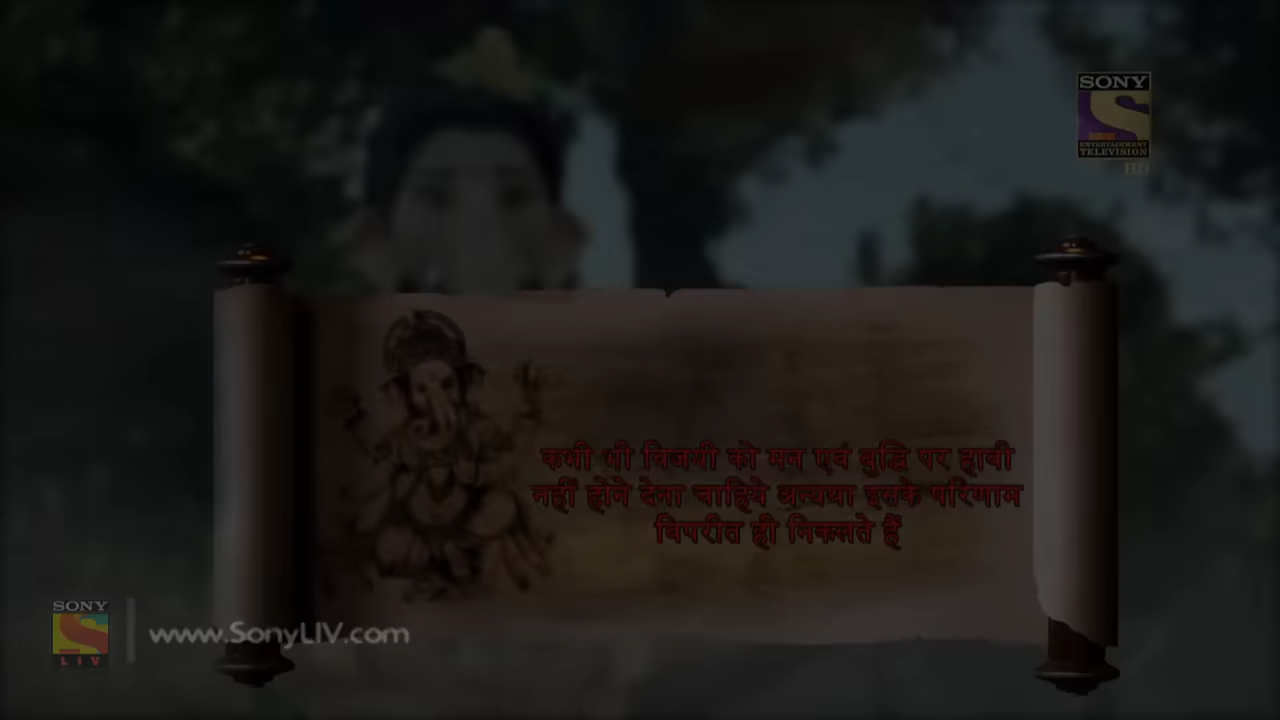 SONY
ENTERTAINMENT
TELEVISION
HD
कभी भी विजयी को मन एवं बुद्धि पर हावी
नहीं होने देना चाहिये अन्यथा इसके परिणाम
विपरीत ही निकलते हैं
SONY
LIV
www.SonyLIV.com